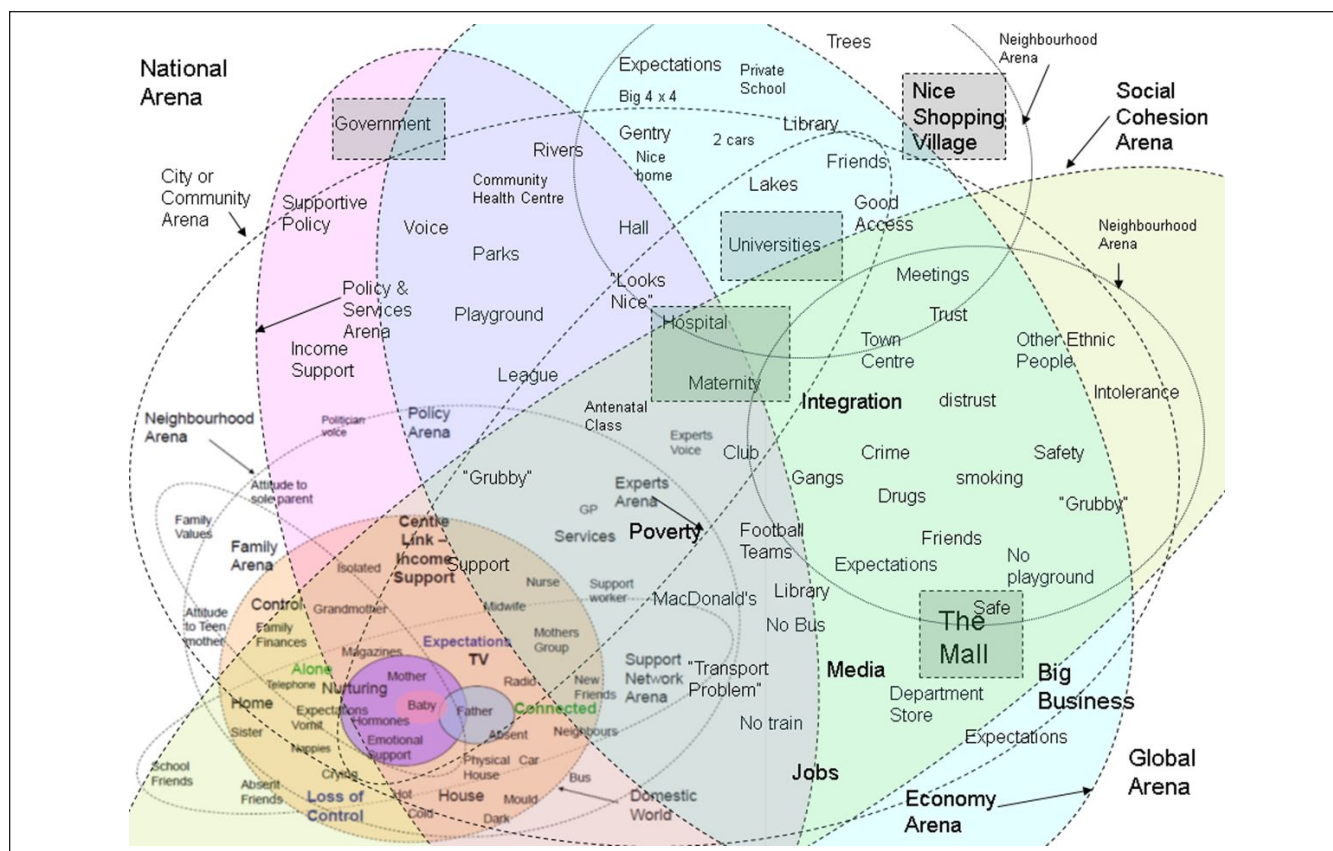 National
Arena
Government
City or
Community
Arena
Supportive
Policy
Policy &
Services
Arena
Income
Support
Neighbourhood
Arena
Politician
voice
Policy
Arena
Attitude to
sole parent
Family
Values
Family
Arena
Attitude
to Teen
mother
Expectations
Big 4 x 4
Private
School
Trees
Neighbourhood
Arena
Nice
Shopping
Village
Social
Cohesion
Arena
Gentry
2 cars
Library
Nice
home
Friends
Rivers
Community
Health Centre
Lakes
Voice
Hall
Good
Access
Universities
Neighbourhood
Arena
Parks
"Looks
Nice"
Meetings
Playground
Hospital
Trust
Town
Centre
Other Ethnic
People
League
Maternity
Integration
distrust
Intolerance
Antenatal
Class
Experts
Voice
Club
Crime
Safety
Gangs
smoking
Drugs
"Grubby"
"Grubby"
Experts
Arena
GP
Services
Poverty
Football
Teams
Friends
Expectations
No
playground
Centre
Link –
Income
Support
Support
Isolated
Nurse
Support
worker
MacDonald's
Library
No Bus
Safe
The
Mall
Control
Grandmother
Midwife
Family
Finances
Magazines
Expectations
TV
Mothers
Group
Support
Network
Arena
"Transport
Problem"
Media
Big
Business
Department
Store
Alone
Telephone
Nurturing
Mother
Radio
New
Friends
Home
Expectations
Vomit
Hormones
Baby
Father
Connected
No train
Expectations
Sister
Nappies
Emotional
Support
Absent
Neighbours
School
Friends
Absent
Friends
Crying
Physical
House
Car
Bus
Jobs
Global
Arena
Loss of
Control
Hot
Cold
House
Mould
Dark
Domestic
World
Economy
Arena